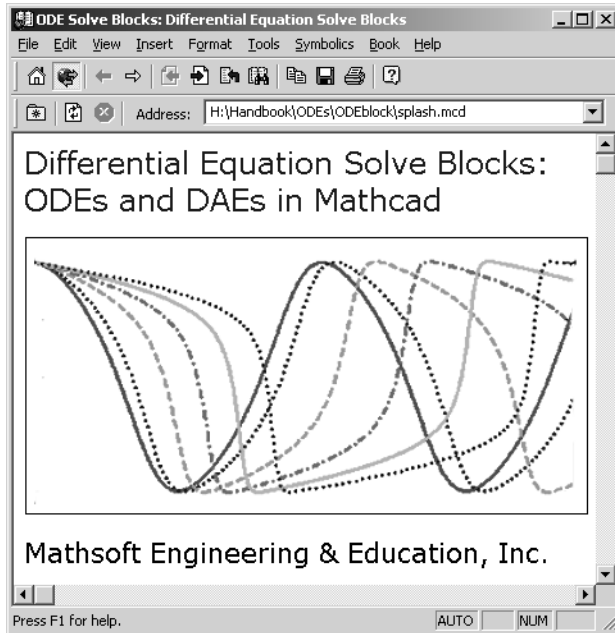 ODE Solve Blocks: Differential Equation Solve Blocks
File Edit View Insert Format Tools Symbolics Book Help
Address: H:\Handbook\ODEs\ODEblock\splash.mcd
Differential Equation Solve Blocks:
ODEs and DAEs in Mathcad
Mathsoft Engineering & Education, Inc.
Press F1 for help. AUTO NUM